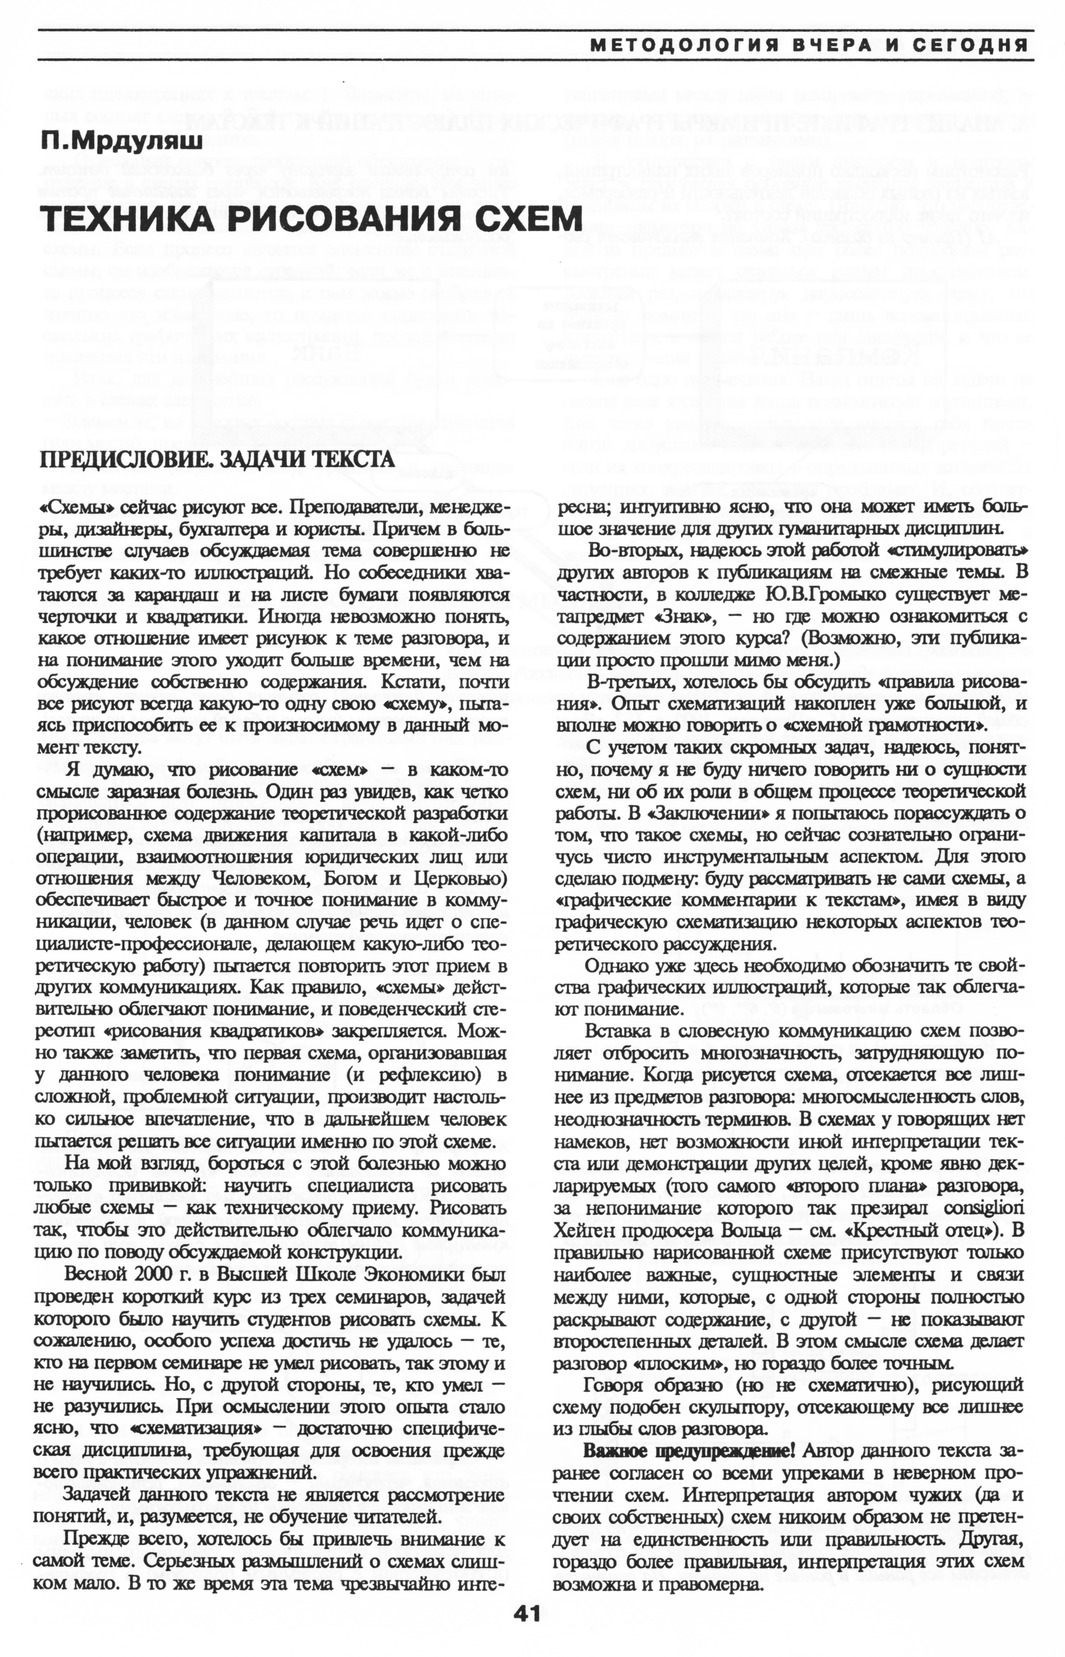 МЕТОДОЛОГИЯ ВЧЕРА И СЕГОДНЯ
П.Мрдуляш
ТЕХНИКА РИСОВАНИЯ СХЕМ
ПРЕДИСЛОВИЕ. ЗАДАЧИ ТЕКСТА
«Схемы» сейчас рисуют все. Преподаватели, менедже-
ры, дизайнеры, бухгалтера и юристы. Причем в боль-
шинстве случаев обсуждаемая тема совершенно не
требует каких-то иллюстраций. Но собеседники хва-
таются за карандаш и на листе бумаги появляются
черточки и квадратики. Иногда невозможно понять,
какое отношение имеет рисунок к теме разговора, и
на понимание этого уходит больше времени, чем на
обсуждение собственно содержания. Кстати, почти
все рисуют всегда какую-то одну свою «схему», пыта-
ясь приспособить ее к произносимому в данный мо-
мент тексту.
Я думаю, что рисование «схем» — в каком-то
смысле заразная болезнь. Один раз увидев, как четко
прорисованное содержание теоретической разработки
(например, схема движения капитала в какой-либо
операции, взаимоотношения юридических лиц или
отношения между Человеком, Богом и Церковью)
обеспечивает быстрое и точное понимание в комму-
никации, человек (в данном случае речь идет о спе-
циалисте-профессионале, делающем какую-либо тео-
ретическую работу) пытается повторить этот прием в
других коммуникациях. Как правило, «схемы» дейст-
вительно облегчают понимание, и поведенческий сте-
реотип «рисования квадратиков» закрепляется. Мож-
но также заметить, что первая схема, организовавшая
у данного человека понимание (и рефлексию) в
сложной, проблемной ситуации, производит настоль-
ко сильное впечатление, что в дальнейшем человек
пытается решать все ситуации именно по этой схеме.
На мой взгляд, бороться с этой болезнью можно
только прививкой: научить специалиста рисовать
любые схемы — как техническому приему. Рисовать
так, чтобы это действительно облегчало коммуника-
цию по поводу обсуждаемой конструкции.
Весной 2000 г. в Высшей Школе Экономики был
проведен короткий курс из трех семинаров, задачей
которого было научить студентов рисовать схемы. К
сожалению, особого успеха достичь не удалось — те,
кто на первом семинаре не умел рисовать, так этому и
не научились. Но, с другой стороны, те, кто умел —
не разучились. При осмыслении этого опыта стало
ясно, что «схематизация» — достаточно специфиче-
ская дисциплина, требующая для освоения прежде
всего практических упражнений.
Задачей данного текста не является рассмотрение
понятий, и, разумеется, не обучение читателей.
Прежде всего, хотелось бы привлечь внимание к
самой теме. Серьезных размышлений о схемах слиш-
ком мало. В то же время эта тема чрезвычайно инте-
ресна; интуитивно ясно, что она может иметь боль-
шое значение для других гуманитарных дисциплин.
Во-вторых, надеюсь этой работой «стимулировать»
других авторов к публикациям на смежные темы. В
частности, в колледже Ю.В.Громыко существует ме-
тапредмет «Знак», — но где можно ознакомиться с
содержанием этого курса? (Возможно, эти публика-
ции просто прошли мимо меня.)
В-третьих, хотелось бы обсудить «правила рисова-
ния». Опыт схематизаций накоплен уже большой, и
вполне можно говорить о «схемной грамотности».
С учетом таких скромных задач, надеюсь, понят-
но, почему я не буду ничего говорить ни о сущности
схем, ни об их роли в общем процессе теоретической
работы. В «Заключении» я попытаюсь порассуждать о
том, что такое схемы, но сейчас сознательно ограни-
чусь чисто инструментальным аспектом. Для этого
сделаю подмену: буду рассматривать не сами схемы, а
«графические комментарии к текстам», имея в виду
графическую схематизацию некоторых аспектов тео-
ретического рассуждения.
Однако уже здесь необходимо обозначить те свой-
ства графических иллюстраций, которые так облегча-
ют понимание.
Вставка в словесную коммуникацию схем позво-
ляет отбросить многозначность, затрудняющую по-
нимание. Когда рисуется схема, отсекается все лиш-
нее из предметов разговора: многосмысленность слов,
неоднозначность терминов. В схемах у говорящих нет
намеков, нет возможности иной интерпретации тек-
ста или демонстрации других целей, кроме явно дек-
ларируемых (того самого «второго плана» разговора,
за непонимание которого так презирал consigliori
Хейген продюсера Вольца — см. «Крестный отец»). В
правильно нарисованной схеме присутствуют только
наиболее важные, сущностные элементы и связи
между ними, которые, с одной стороны полностью
раскрывают содержание, с другой — не показывают
второстепенных деталей. В этом смысле схема делает
разговор «плоским», но гораздо более точным.
Говоря образно (но не схематично), рисующий
схему подобен скульптору, отсекающему все лишнее
из глыбы слов разговора.
Важное предупреждение! Автор данного текста за-
ранее согласен со всеми упреками в неверном про-
чтении схем. Интерпретация автором чужих (да и
своих собственных) схем никоим образом не претен-
дует на единственность или правильность. Другая,
гораздо более правильная, интерпретация этих схем
возможна и правомерна.
41